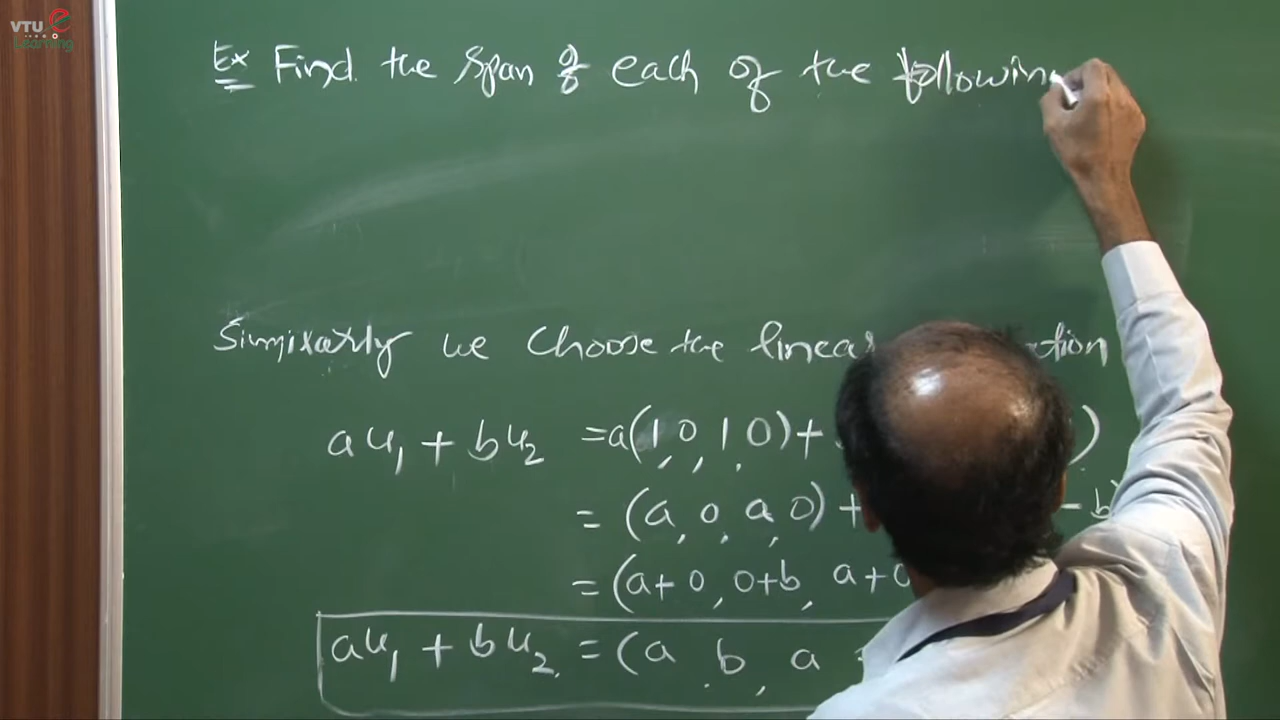 VTU e
Learning
Ex Find the span of each of the following
Similarly we choose the linear
au₁ + bu₂ = a(1, 0, 1, 0) + )
= (a, 0, a, 0) + - b)
= (a+0, 0+b, a+0
au₁ + bu₂ = (a b, a